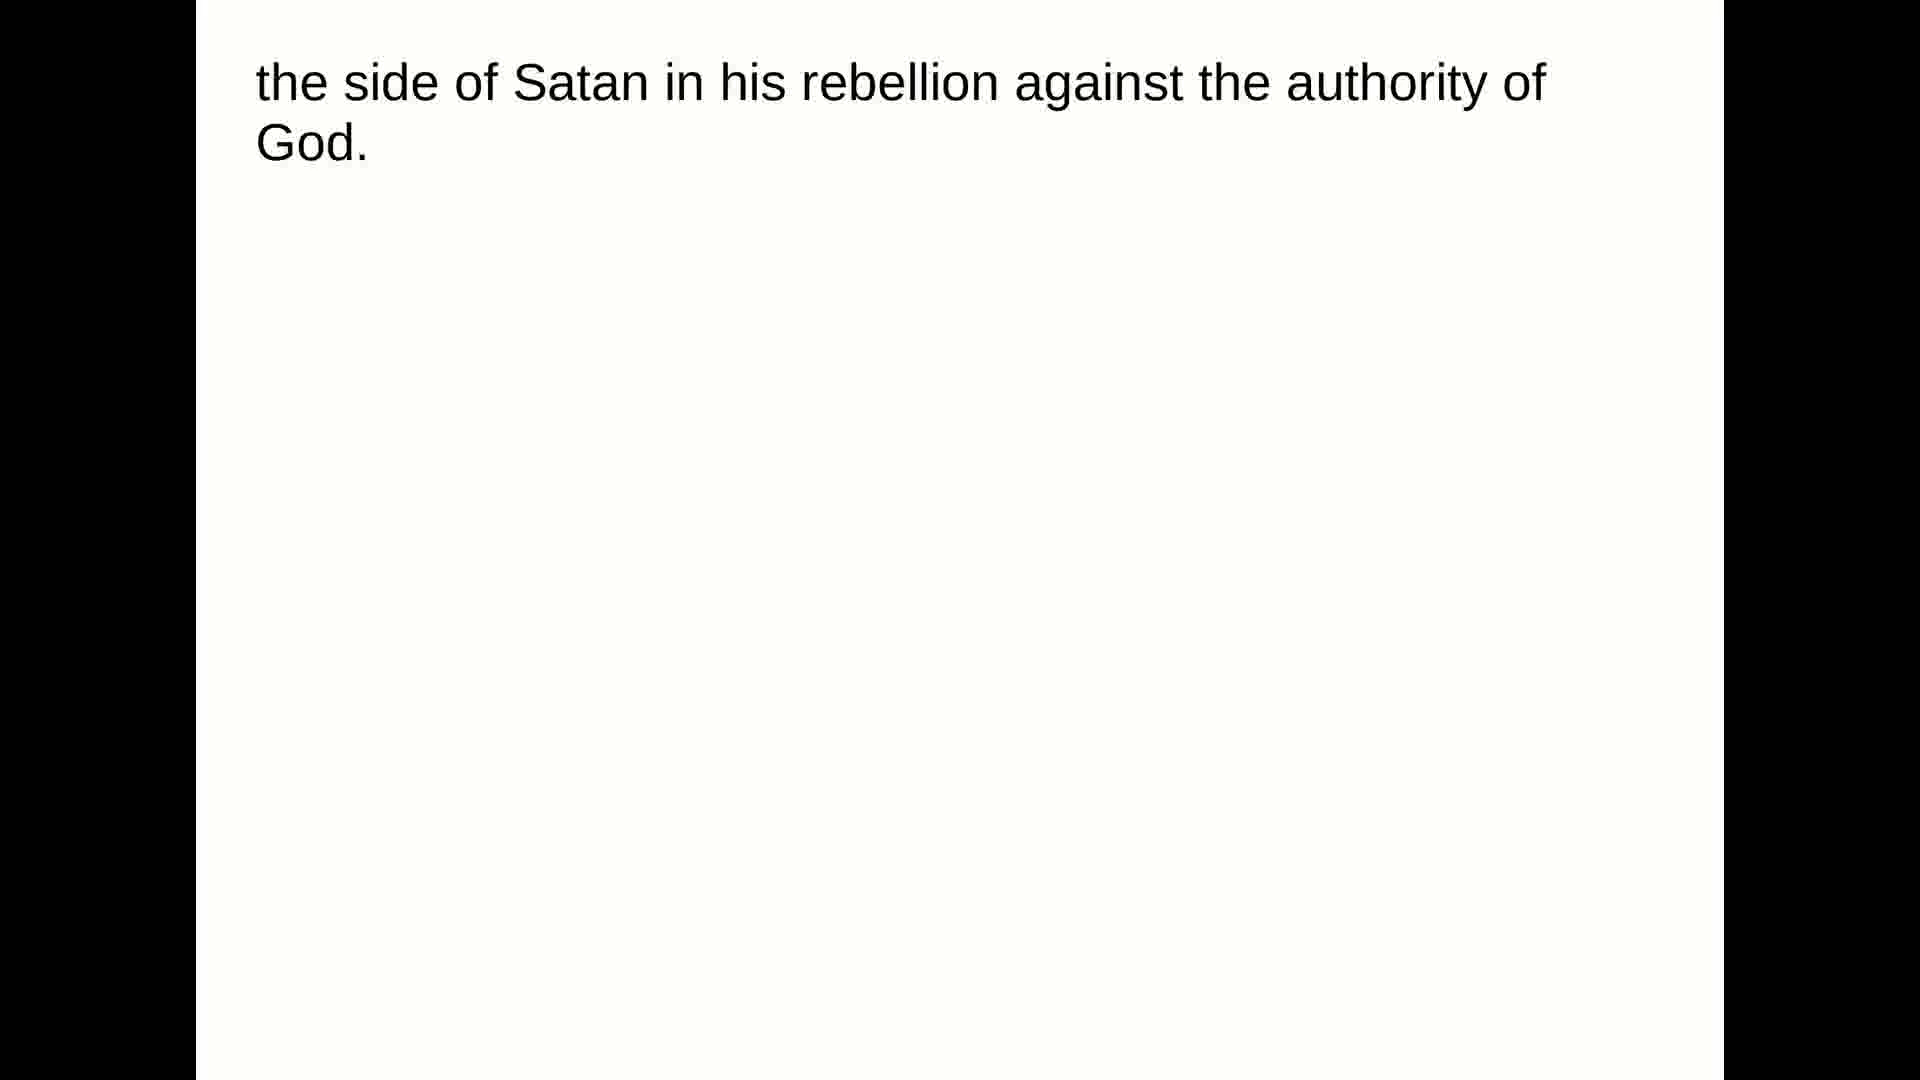 the side of Satan in his rebellion against the authority of
God.